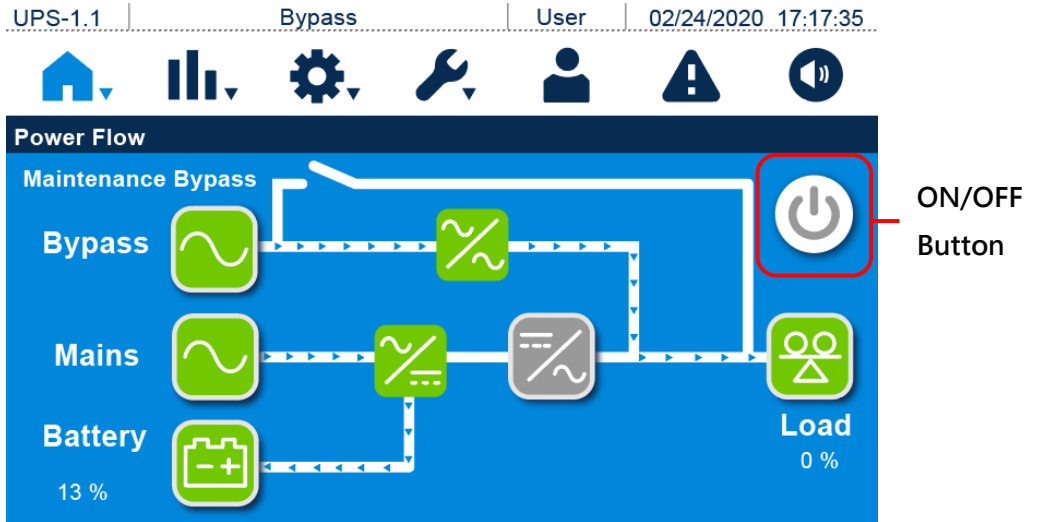 UPS-1.1 Bypass User 02/24/2020 17:17:35
Power Flow
Maintenance Bypass
Bypass
Mains
Battery
13 %
Load
0 %
ON/OFF
Button